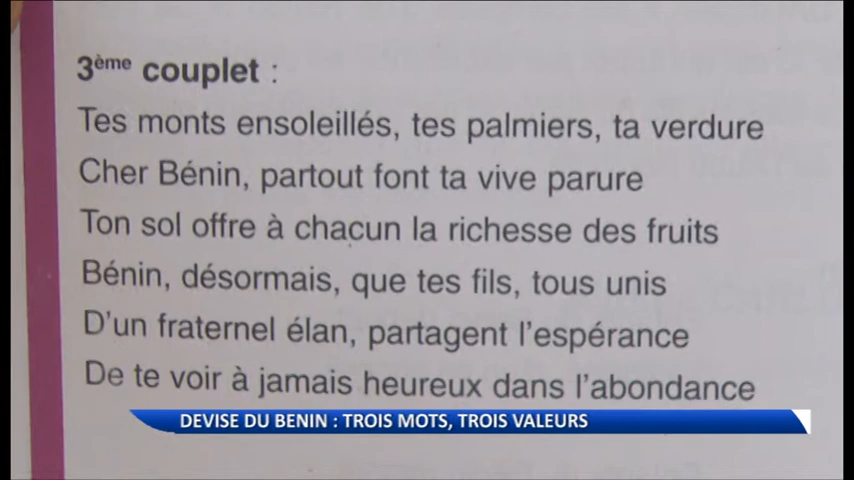 3ème couplet :
Tes monts ensoleillés, tes palmiers, ta verdure
Cher Bénin, partout font ta vive parure
Ton sol offre à chacun la richesse des fruits
Bénin, désormais, que tes fils, tous unis
D'un fraternel élan, partagent l'espérance
De te voir à jamais heureux dans l'abondance
DEVISE DU BENIN : TROIS MOTS, TROIS VALEURS